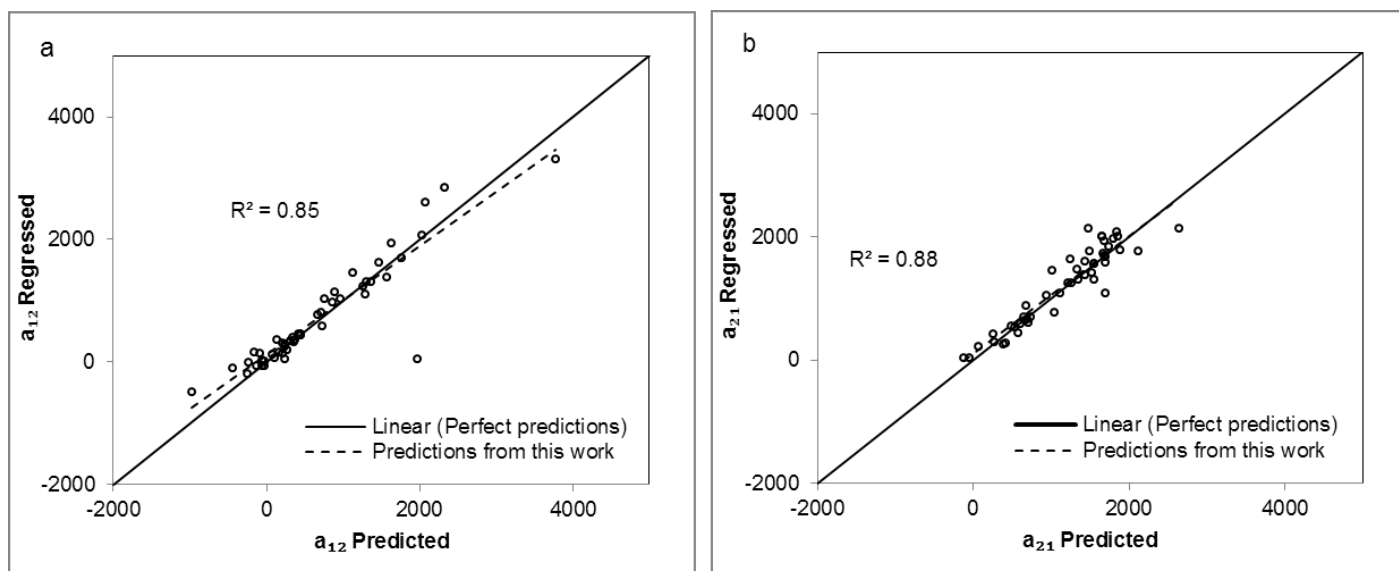 a
4000
2000
0
-2000
a₁₂ Regressed
R² = 0.85
Linear (Perfect predictions)
Predictions from this work
-2000 0 2000 4000
a₁₂ Predicted
b
4000
2000
0
-2000
a₂₁ Regressed
R² = 0.88
Linear (Perfect predictions)
Predictions from this work
-2000 0 2000 4000
a₂₁ Predicted